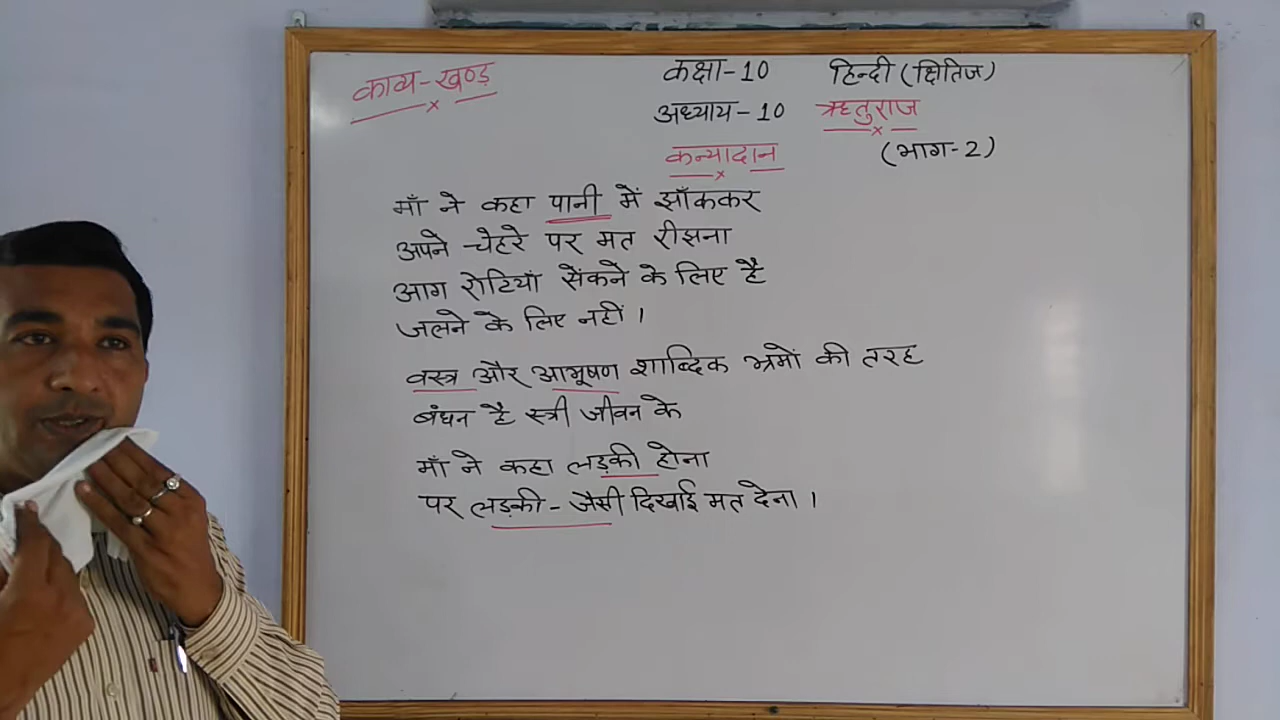 काव्य-खण्ड
कक्षा-10 हिन्दी (क्षितिज)
अध्याय-10 ऋतुराज
कन्यादान (भाग-2)
माँ ने कहा पानी में झाँककर
अपने चेहरे पर मत रीझना
आग रोटियाँ सेंकने के लिए है
जलने के लिए नहीं।
वस्त्र और आभूषण शाब्दिक भ्रमों की तरह
बंधन है स्त्री जीवन के
माँ ने कहा लड़की होना
पर लड़की-जैसी दिखाई मत देना।